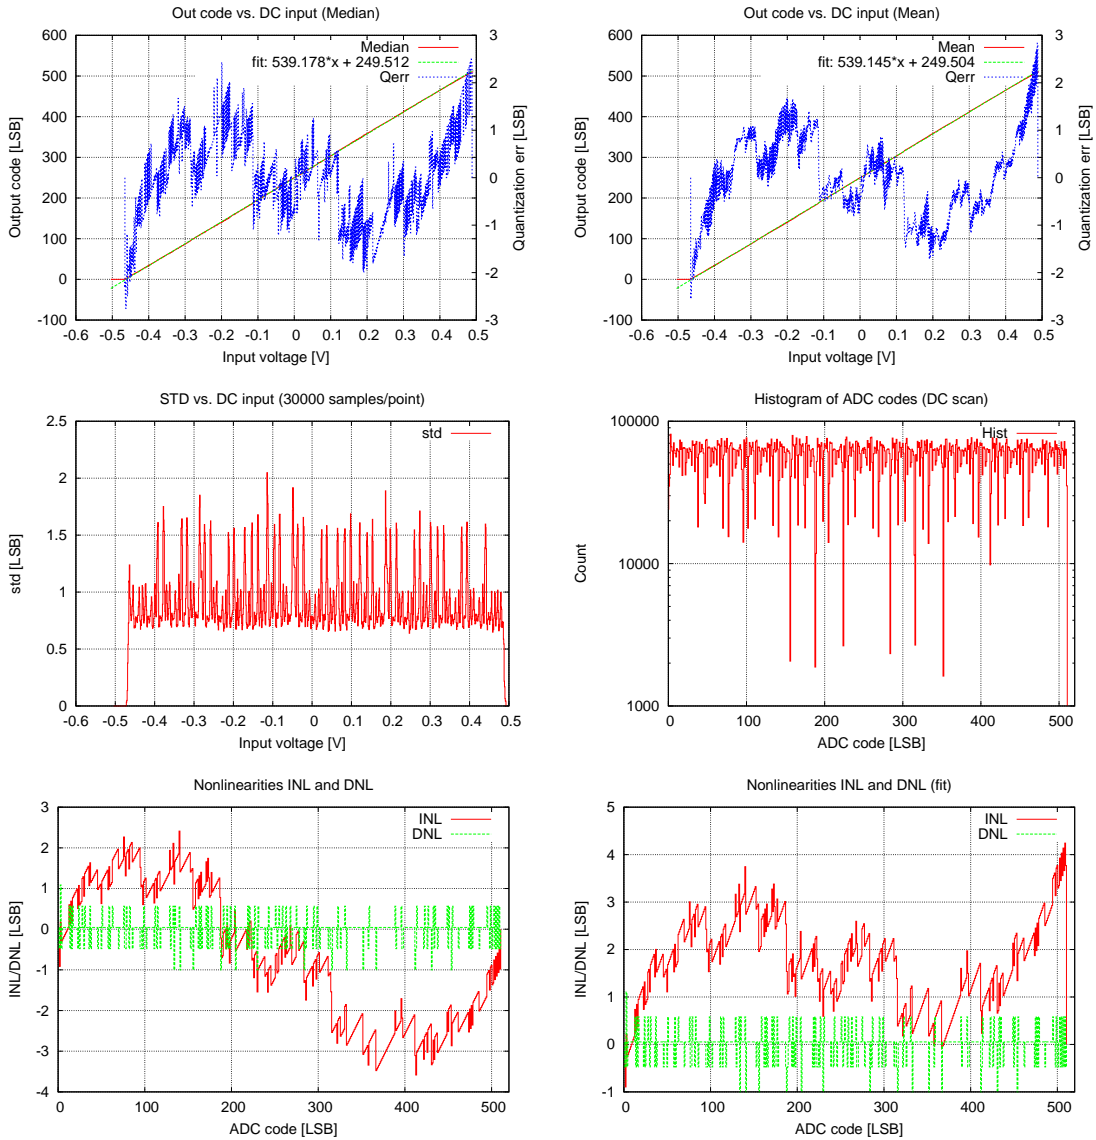 Out code vs. DC input (Median)
Output code [LSB]
600
500
400
300
200
100
0
-100
Median
fit: 539.178*x + 249.512
Qerr
3
2
1
0
-1
-2
-3
Quantization err [LSB]
-0.5 -0.4 -0.3 -0.2 -0.1 0 0.1 0.2 0.3 0.4 0.5
Input voltage [V]
Out code vs. DC input (Mean)
Output code [LSB]
600
500
400
300
200
100
0
-100
Mean
fit: 539.145*x + 249.504
Qerr
3
2
1
0
-1
-2
-3
Quantization err [LSB]
-0.5 -0.4 -0.3 -0.2 -0.1 0 0.1 0.2 0.3 0.4 0.5
Input voltage [V]
STD vs. DC input (30000 samples/point)
std [LSB]
2.5
2
1.5
1
0.5
0
std
-0.6 -0.5 -0.4 -0.3 -0.2 -0.1 0 0.1 0.2 0.3 0.4 0.5
Input voltage [V]
Histogram of ADC codes (DC scan)
Count
100000
10000
1000
Hist
0 100 200 300 400 500
ADC code [LSB]
Nonlinearities INL and DNL
INL/DNL [LSB]
3
2
1
0
-1
-2
-3
-4
INL
DNL
0 100 200 300 400 500
ADC code [LSB]
Nonlinearities INL and DNL (fit)
INL/DNL [LSB]
5
4
3
2
1
0
-1
INL
DNL
0 100 200 300 400 500
ADC code [LSB]